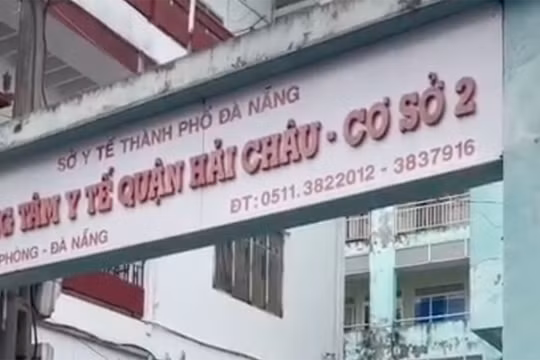 SỞ Y TẾ THÀNH PHỐ ĐÀ NẴNG
TÂM Y TẾ QUẬN HẢI CHÂU - CƠ SỞ 2
PHÒNG - ĐÀ NẴNG
ĐT: 0511.3822012 - 3837916